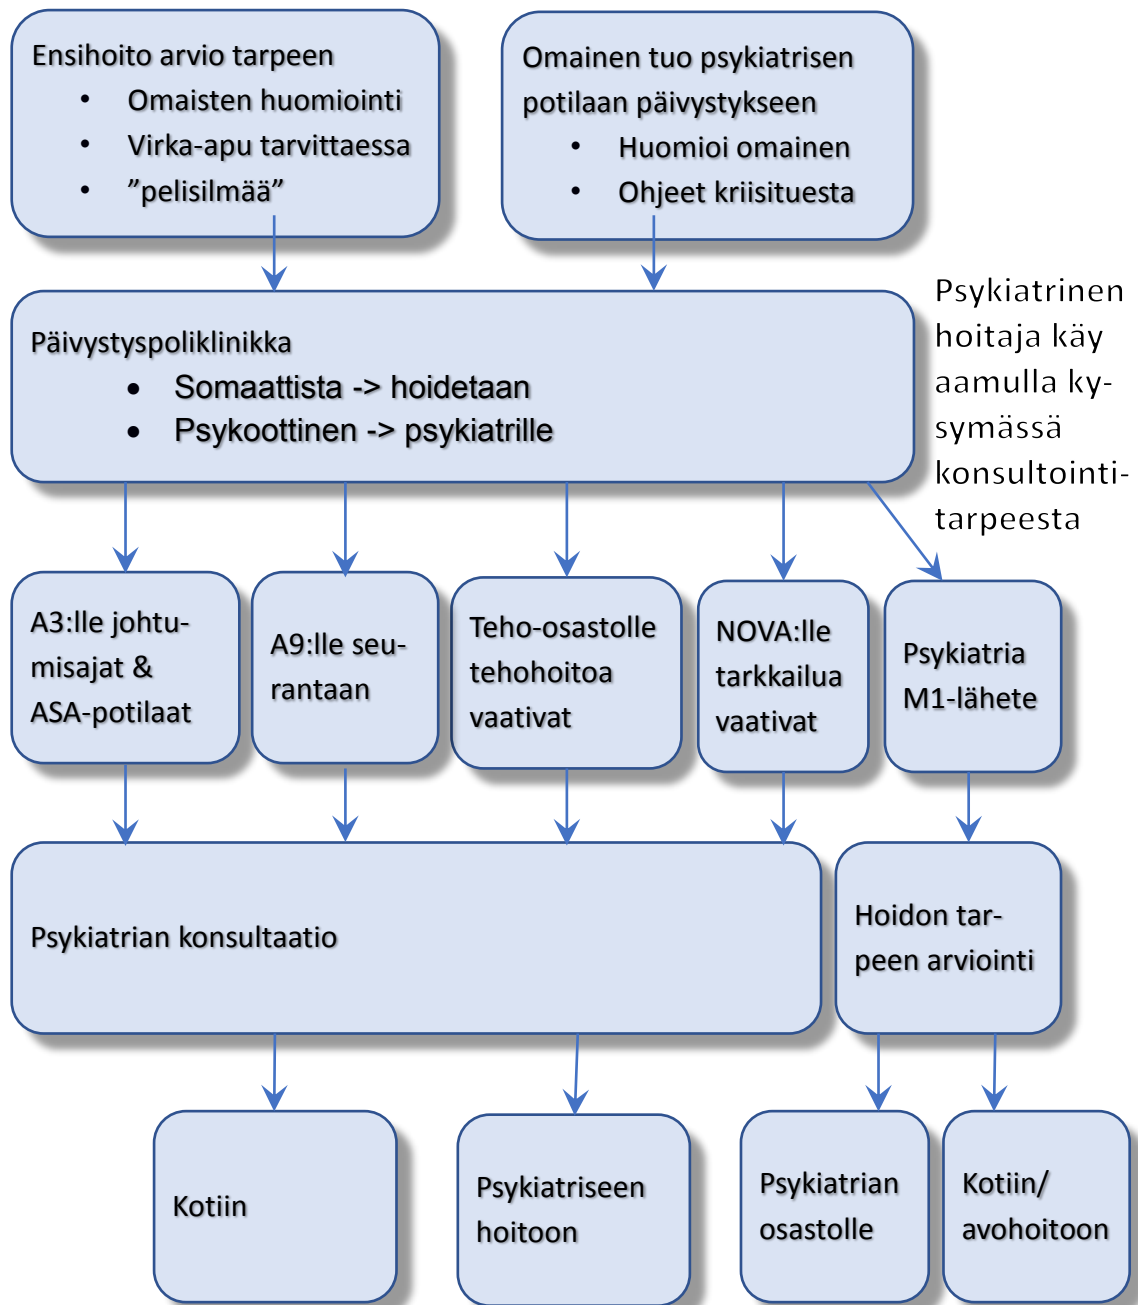 Ensihoito arvio tarpeen
• Omaisten huomiointi
• Virka-apu tarvittaessa
• ”pelisilmää”
Omainen tuo psykiatrisen
potilaan päivystykseen
• Huomioi omainen
• Ohjeet kriisituesta
Psykiatrinen
hoitaja käy
aamulla ky-
symässä
konsultointi-
tarpeesta
Päivystyspoliklinikka
• Somaattista -> hoidetaan
• Psykoottinen -> psykiatrille
A3:lle johtu-
misajat &
ASA-potilaat
A9:lle seu-
rantaan
Teho-osastolle
tehohoitoa
vaativat
NOVA:lle
tarkkailua
vaativat
Psykiatria
M1-lähete
Psykiatrian konsultaatio
Hoidon tar-
peen arviointi
Kotiin
Psykiatriseen
hoitoon
Psykiatrian
osastolle
Kotiin/
avohoitoon